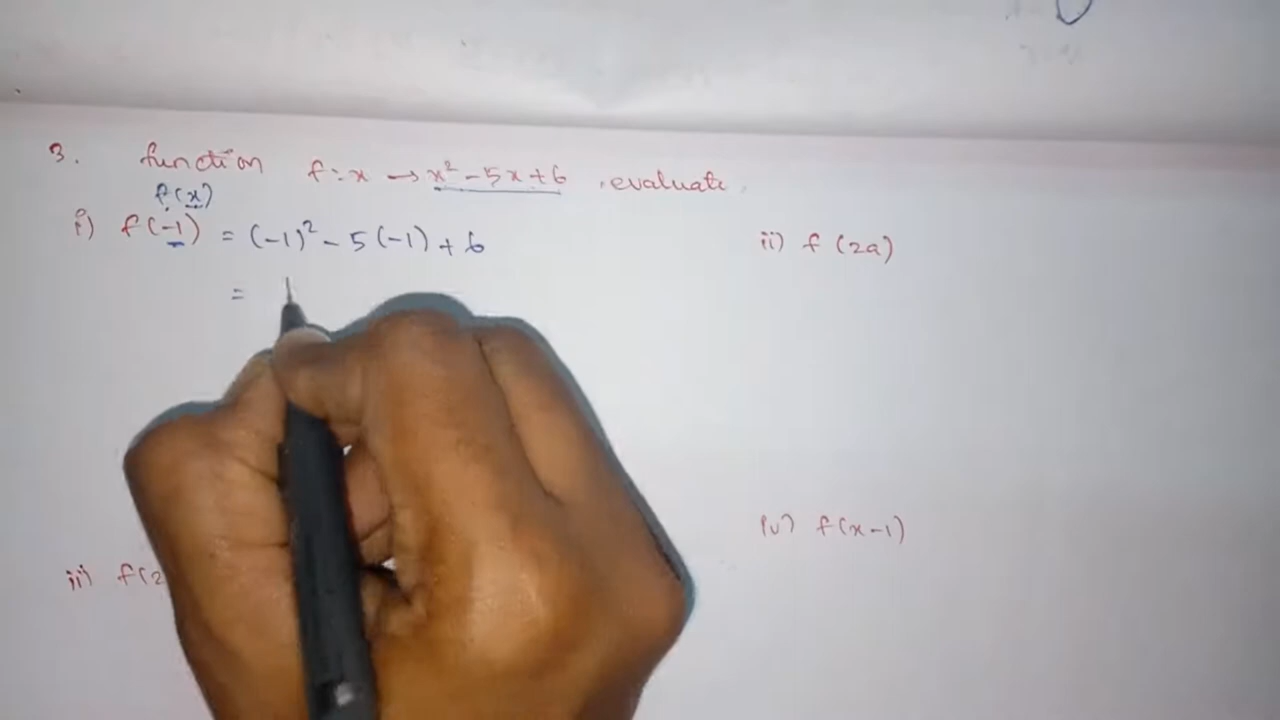 3. function f:x → x² - 5x + 6, evaluate.
f(x)
i) f(-1) = (-1)² - 5(-1) + 6
=
ii) f(2a)
iv) f(x-1)
iii) f(2